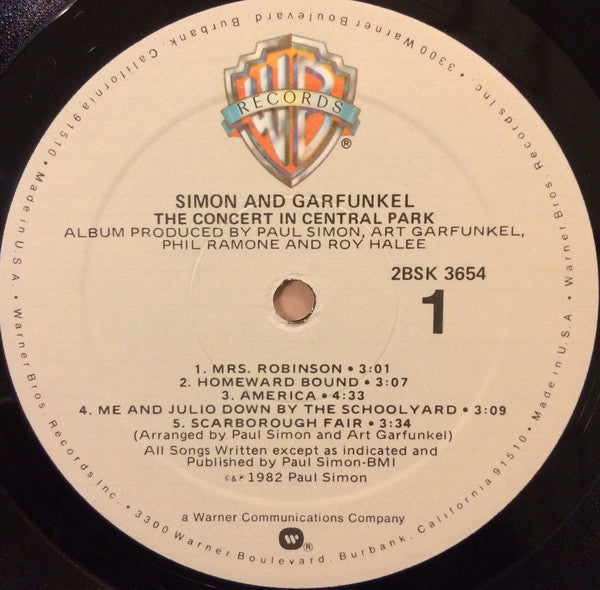 WB
RECORDS
®
SIMON AND GARFUNKEL
THE CONCERT IN CENTRAL PARK
ALBUM PRODUCED BY PAUL SIMON, ART GARFUNKEL,
PHIL RAMONE AND ROY HALEE
2BSK 3654
1
1. MRS. ROBINSON • 3:01
2. HOMEWARD BOUND • 3:07
3. AMERICA • 4:33
4. ME AND JULIO DOWN BY THE SCHOOLYARD • 3:09
5. SCARBOROUGH FAIR • 3:34
(Arranged by Paul Simon and Art Garfunkel)
All Songs Written except as indicated and
Published by Paul Simon-BMI
©&℗ 1982 Paul Simon
a Warner Communications Company
®
3300 Warner Boulevard, Burbank, California 91510 • Made in U.S.A. • Warner Bros. Records Inc. • 3300 Warner Boulevard, Burbank, California 91510 • Made in U.S.A. • Warner Bros. Records Inc. •